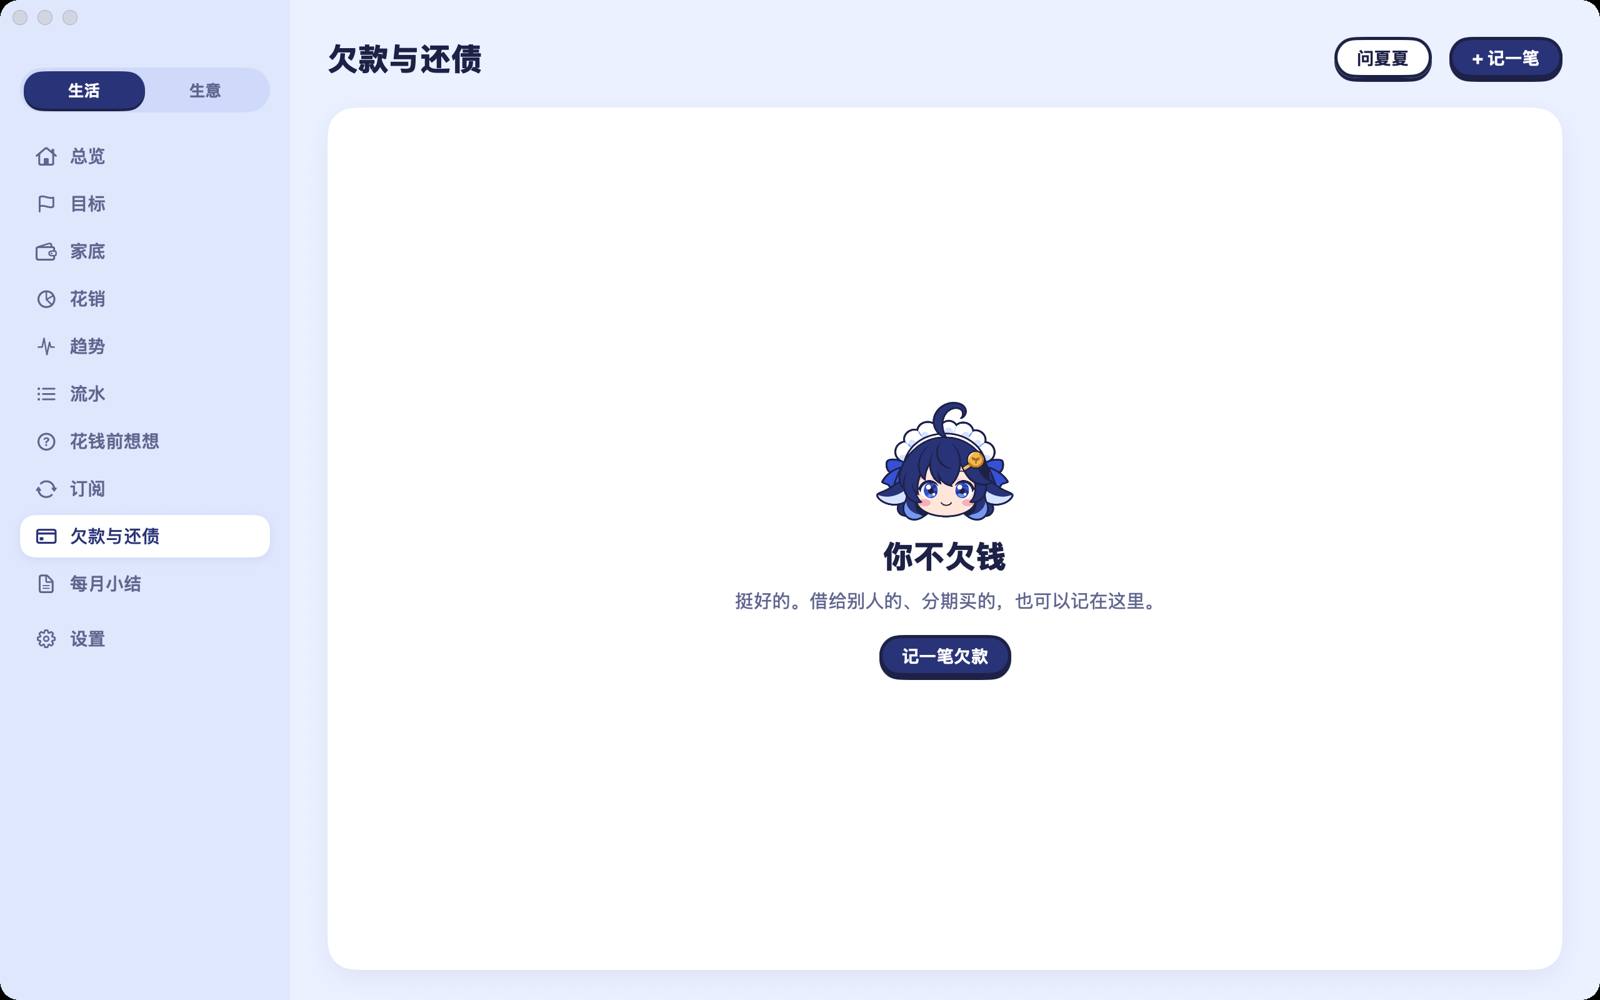 生活
生意
总览
目标
家底
花销
趋势
流水
花钱前想想
订阅
欠款与还债
每月小结
设置
欠款与还债
问夏夏
+ 记一笔
你不欠钱
挺好的。借给别人的、分期买的，也可以记在这里。
记一笔欠款